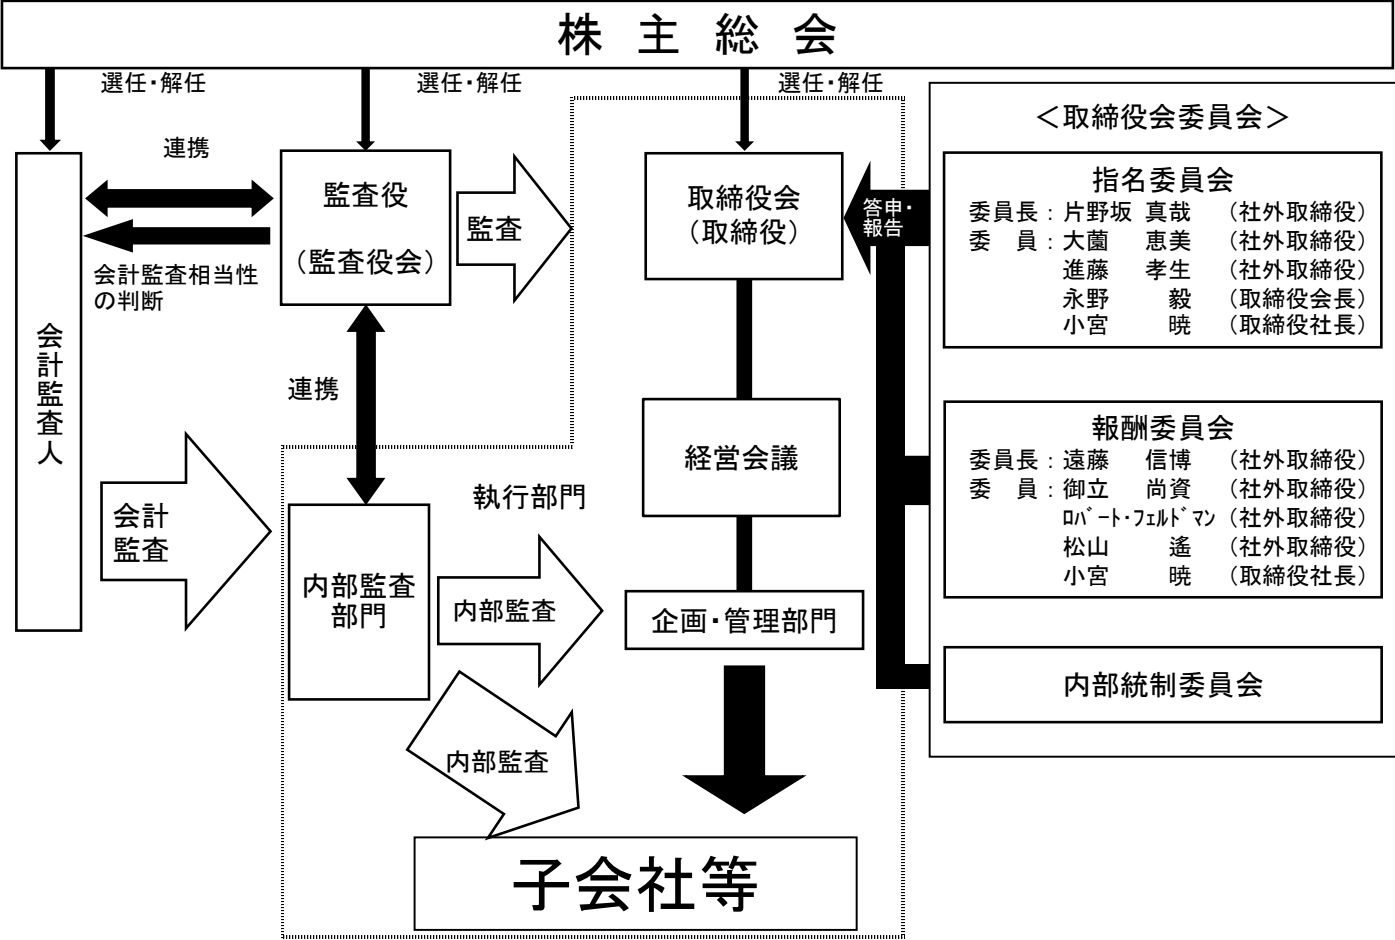 株 主 総 会
選任・解任
選任・解任
選任・解任
連携
会計監査相当性
の判断
会計監査人
監査役
（監査役会）
監査
取締役会
（取締役）
答申・
報告
＜取締役会委員会＞
指名委員会
委員長：片野坂 真哉 （社外取締役）
委 員：大薗 恵美 （社外取締役）
進藤 孝生 （社外取締役）
永野 毅 （取締役会長）
小宮 暁 （取締役社長）
連携
会計
監査
執行部門
経営会議
報酬委員会
委員長：遠藤 信博 （社外取締役）
委 員：御立 尚資 （社外取締役）
ﾛﾊﾞｰﾄ･ﾌｪﾙﾄﾞﾏﾝ （社外取締役）
松山 遙 （社外取締役）
小宮 暁 （取締役社長）
内部監査
部門
内部監査
企画・管理部門
内部統制委員会
内部監査
子会社等